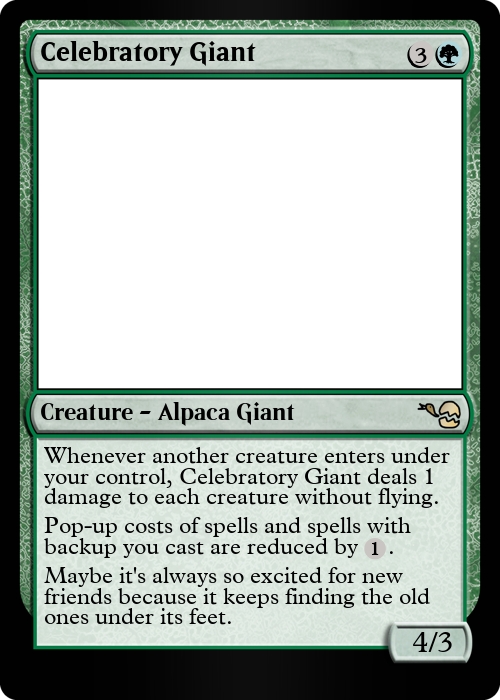 Celebratory Giant 3
Creature – Alpaca Giant
Whenever another creature enters under
your control, Celebratory Giant deals 1
damage to each creature without flying.
Pop-up costs of spells and spells with
backup you cast are reduced by 1.
Maybe it's always so excited for new
friends because it keeps finding the old
ones under its feet.
4/3